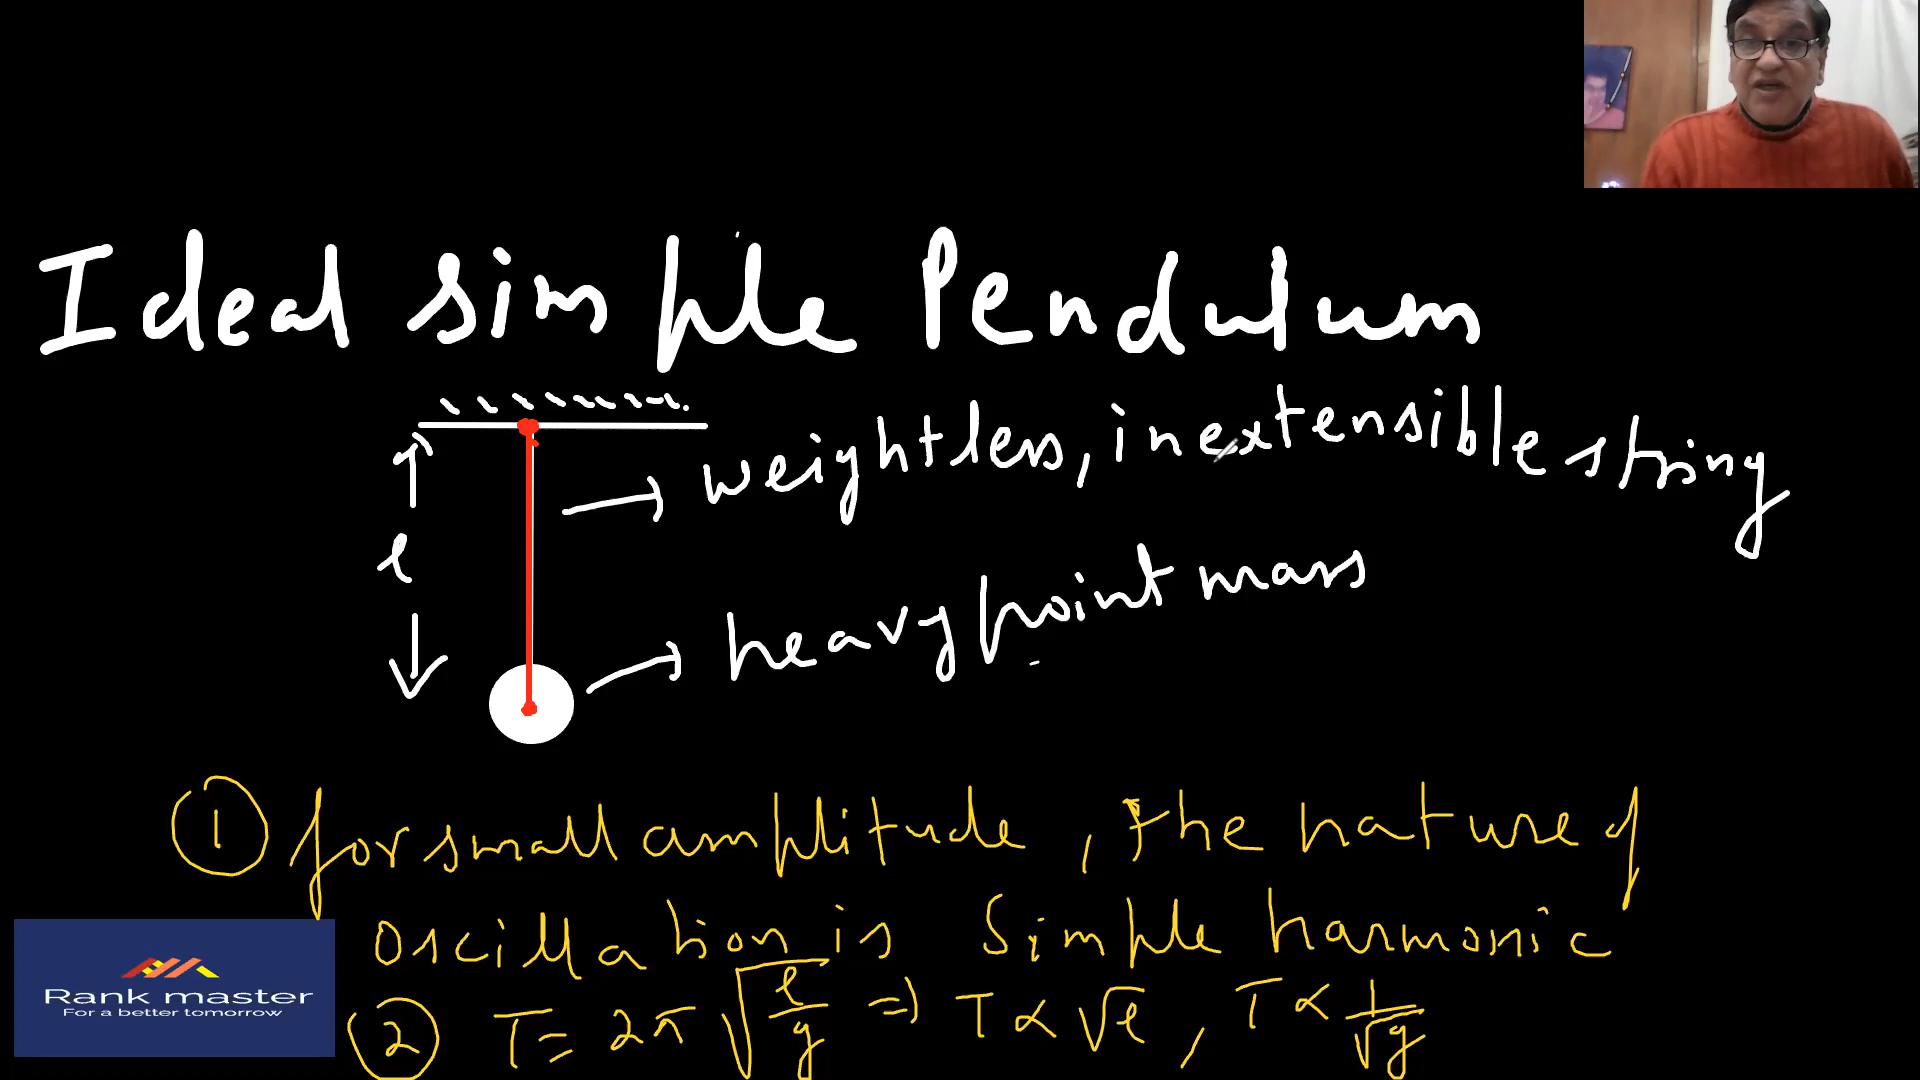 Ideal simple Pendulum
→ weightless, inextensible string
l
→ heavy point mass
① for small amplitude, the nature of
oscillation is simple harmonic
② T = 2π √(l/g) ⇒ T ∝ √l, T ∝ 1/√g
Rank master
For a better tomorrow